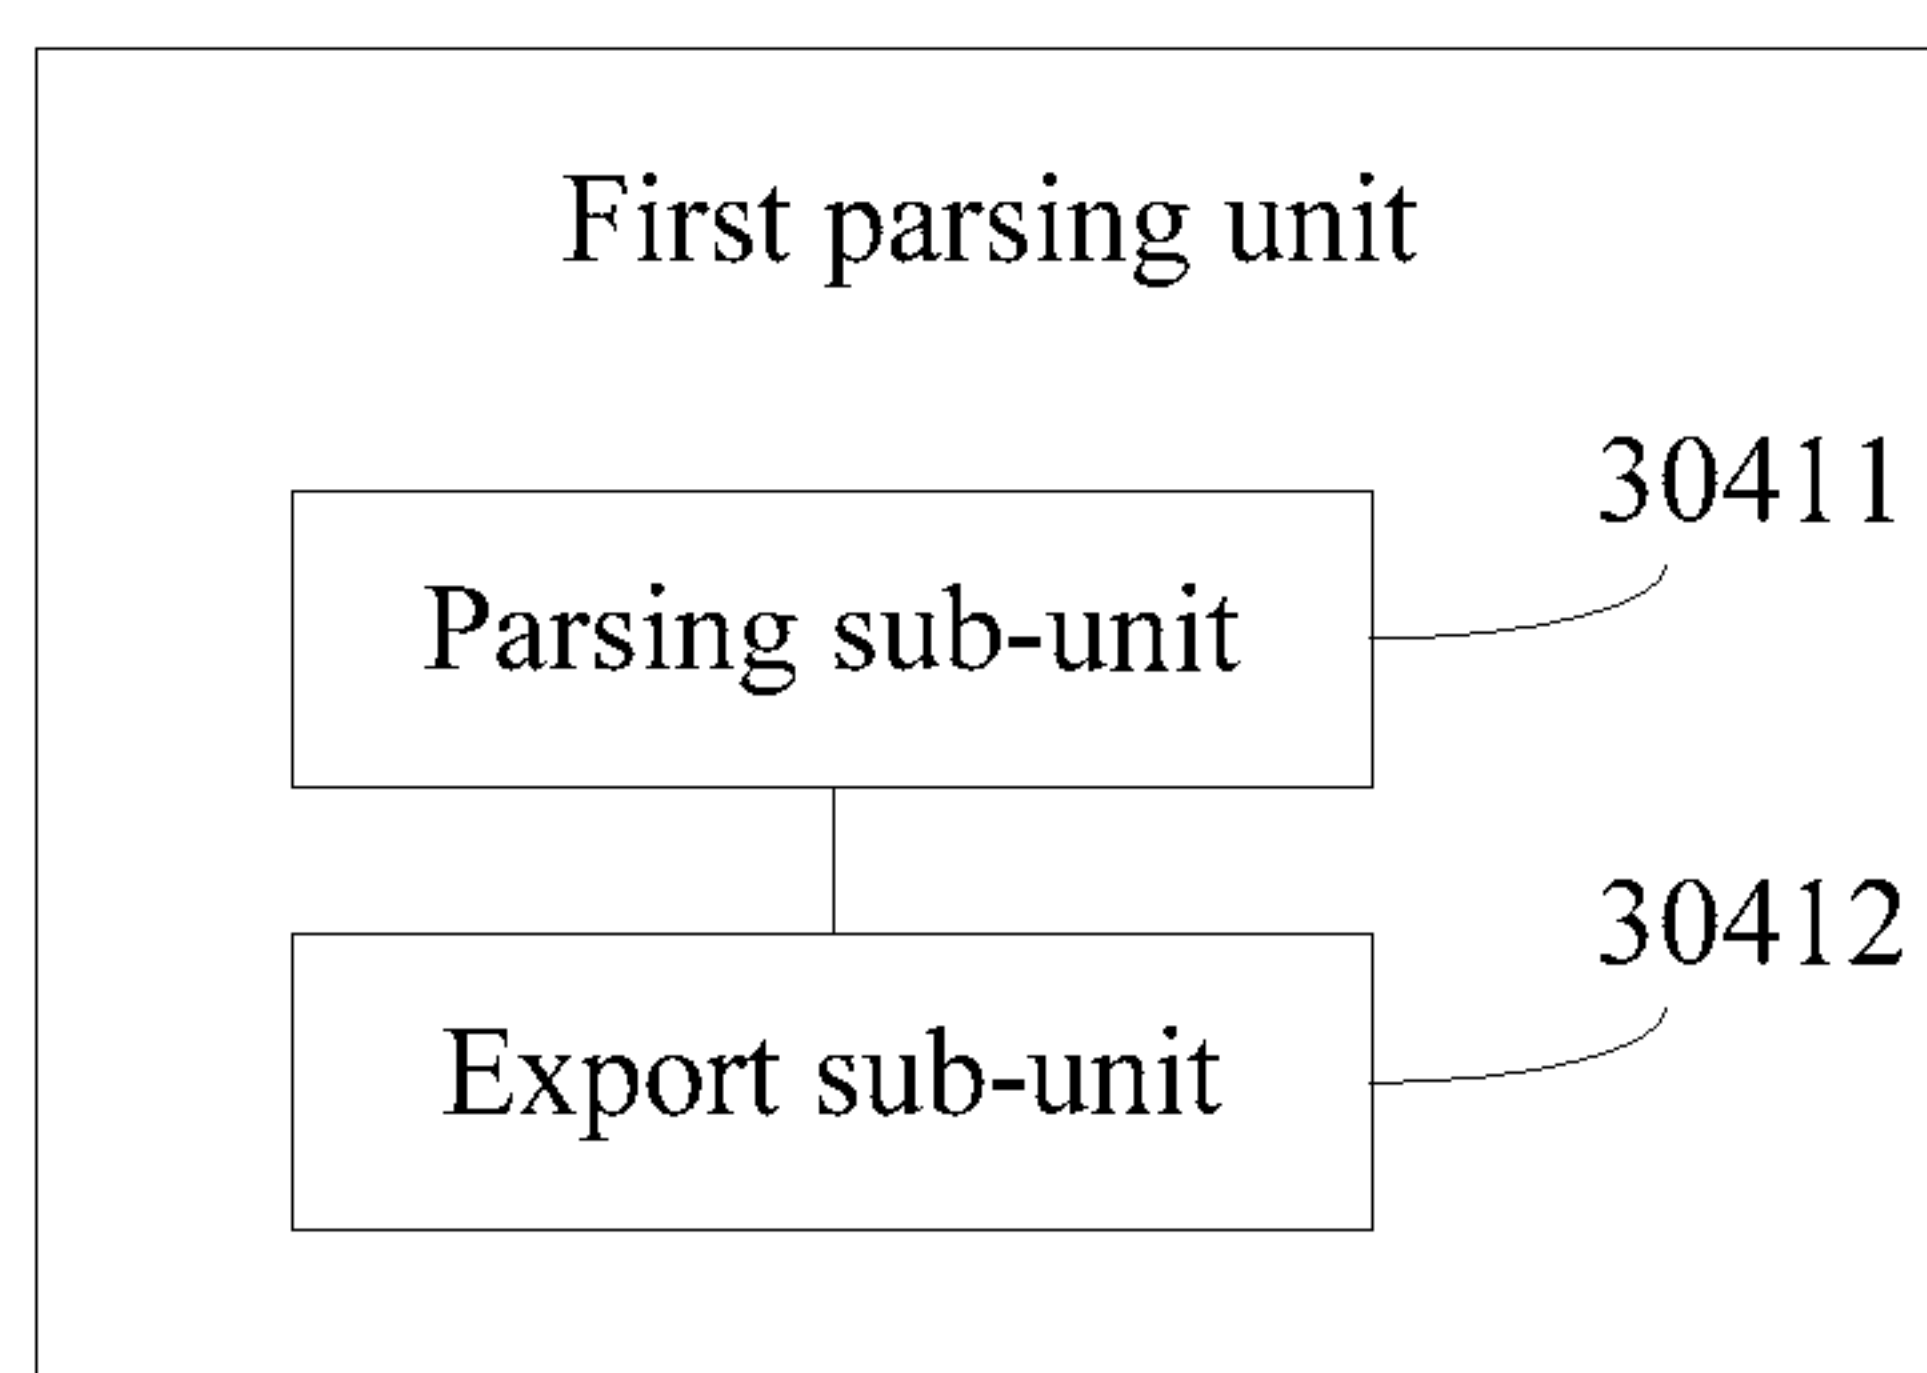 First parsing unit
30411
Parsing sub-unit
30412
Export sub-unit